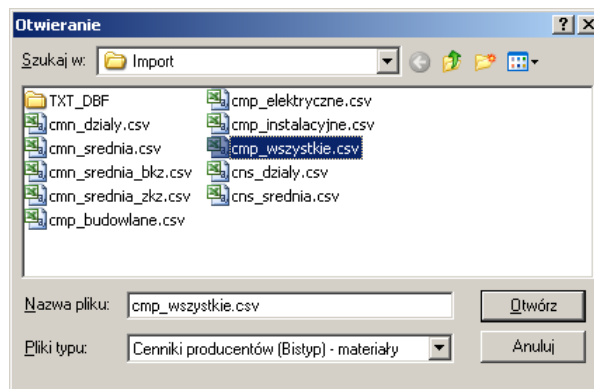 Otwieranie
Szukaj w: Import
TXT_DBF
cmn_dzialy.csv
cmn_srednia.csv
cmn_srednia_bkz.csv
cmn_srednia_zkz.csv
cmp_budowlane.csv
cmp_elektryczne.csv
cmp_instalacyjne.csv
cmp_wszystkie.csv
cns_dzialy.csv
cns_srednia.csv
Nazwa pliku: cmp_wszystkie.csv Otwórz
Pliki typu: Cenniki producentów (Bistyp) - materiały Anuluj